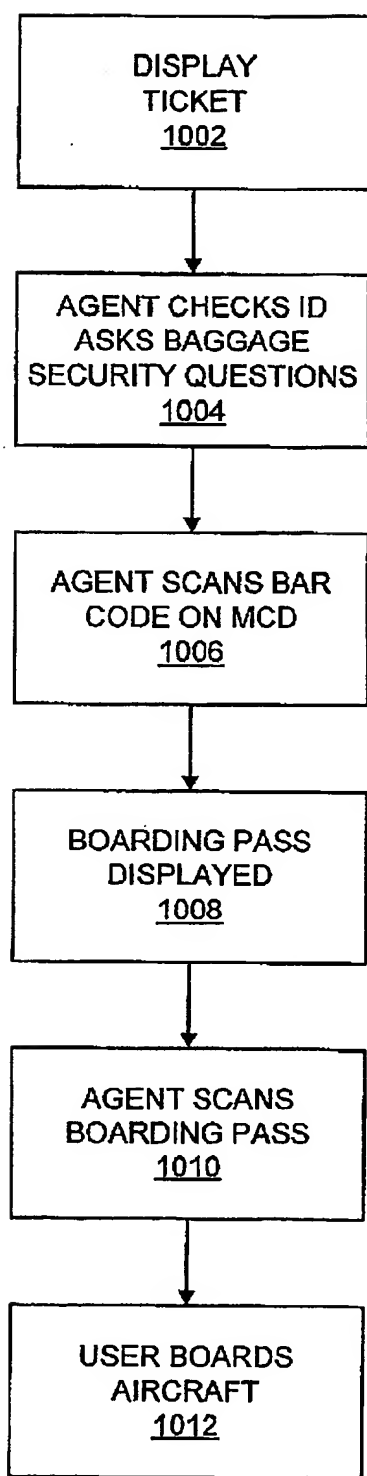 DISPLAY
TICKET
1002
AGENT CHECKS ID
ASKS BAGGAGE
SECURITY QUESTIONS
1004
AGENT SCANS BAR
CODE ON MCD
1006
BOARDING PASS
DISPLAYED
1008
AGENT SCANS
BOARDING PASS
1010
USER BOARDS
AIRCRAFT
1012